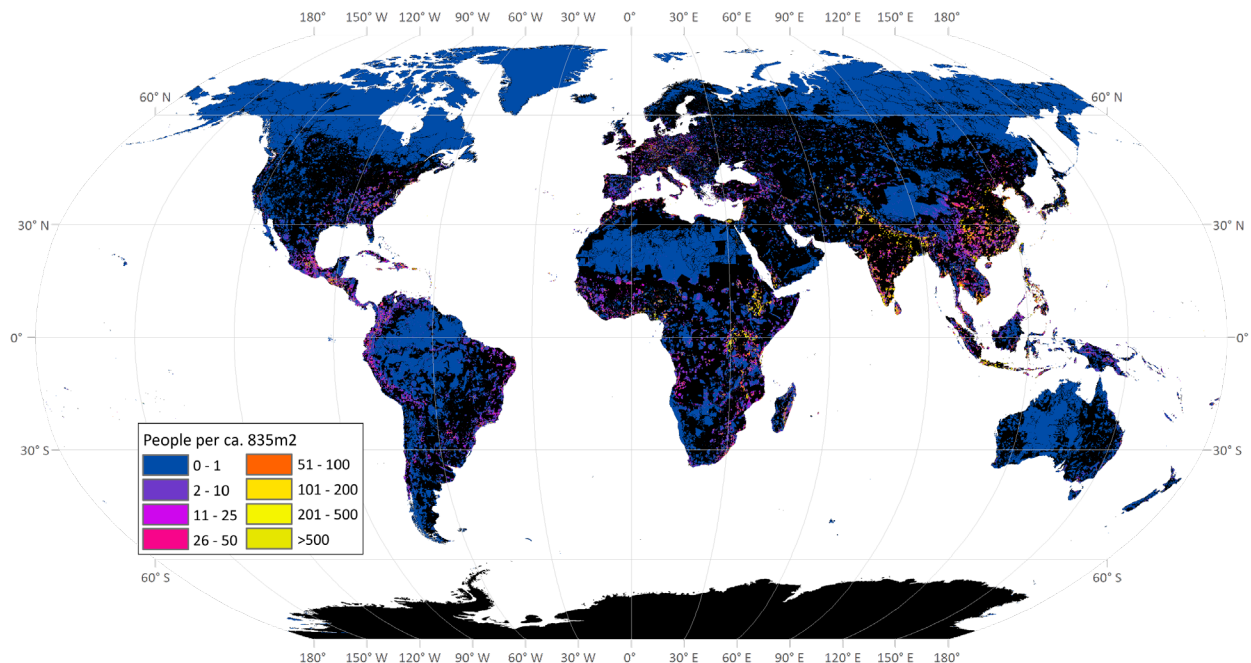 180° 150° W 120° W 90° W 60° W 30° W 0° 30° E 60° E 90° E 120° E 150° E 180°
60° N 60° N
30° N 30° N
0° 0°
People per ca. 835m2
0 - 1 51 - 100
2 - 10 101 - 200
11 - 25 201 - 500
26 - 50 >500
30° S 30° S
60° S 60° S
180° 150° W 120° W 90° W 60° W 30° W 0° 30° E 60° E 90° E 120° E 150° E 180°